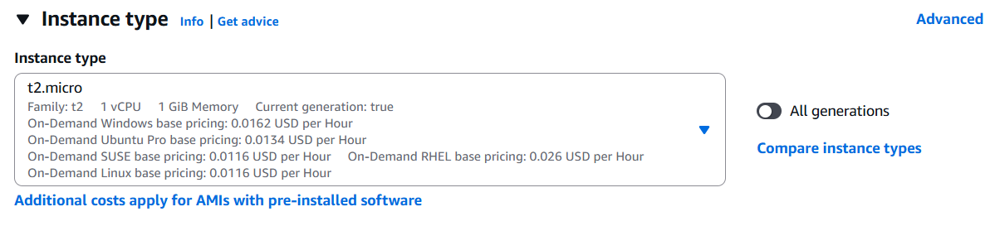 Instance type Info | Get advice Advanced
Instance type
t2.micro
Family: t2 1 vCPU 1 GiB Memory Current generation: true
On-Demand Windows base pricing: 0.0162 USD per Hour
On-Demand Ubuntu Pro base pricing: 0.0134 USD per Hour
On-Demand SUSE base pricing: 0.0116 USD per Hour On-Demand RHEL base pricing: 0.026 USD per Hour
On-Demand Linux base pricing: 0.0116 USD per Hour
All generations
Compare instance types
Additional costs apply for AMIs with pre-installed software